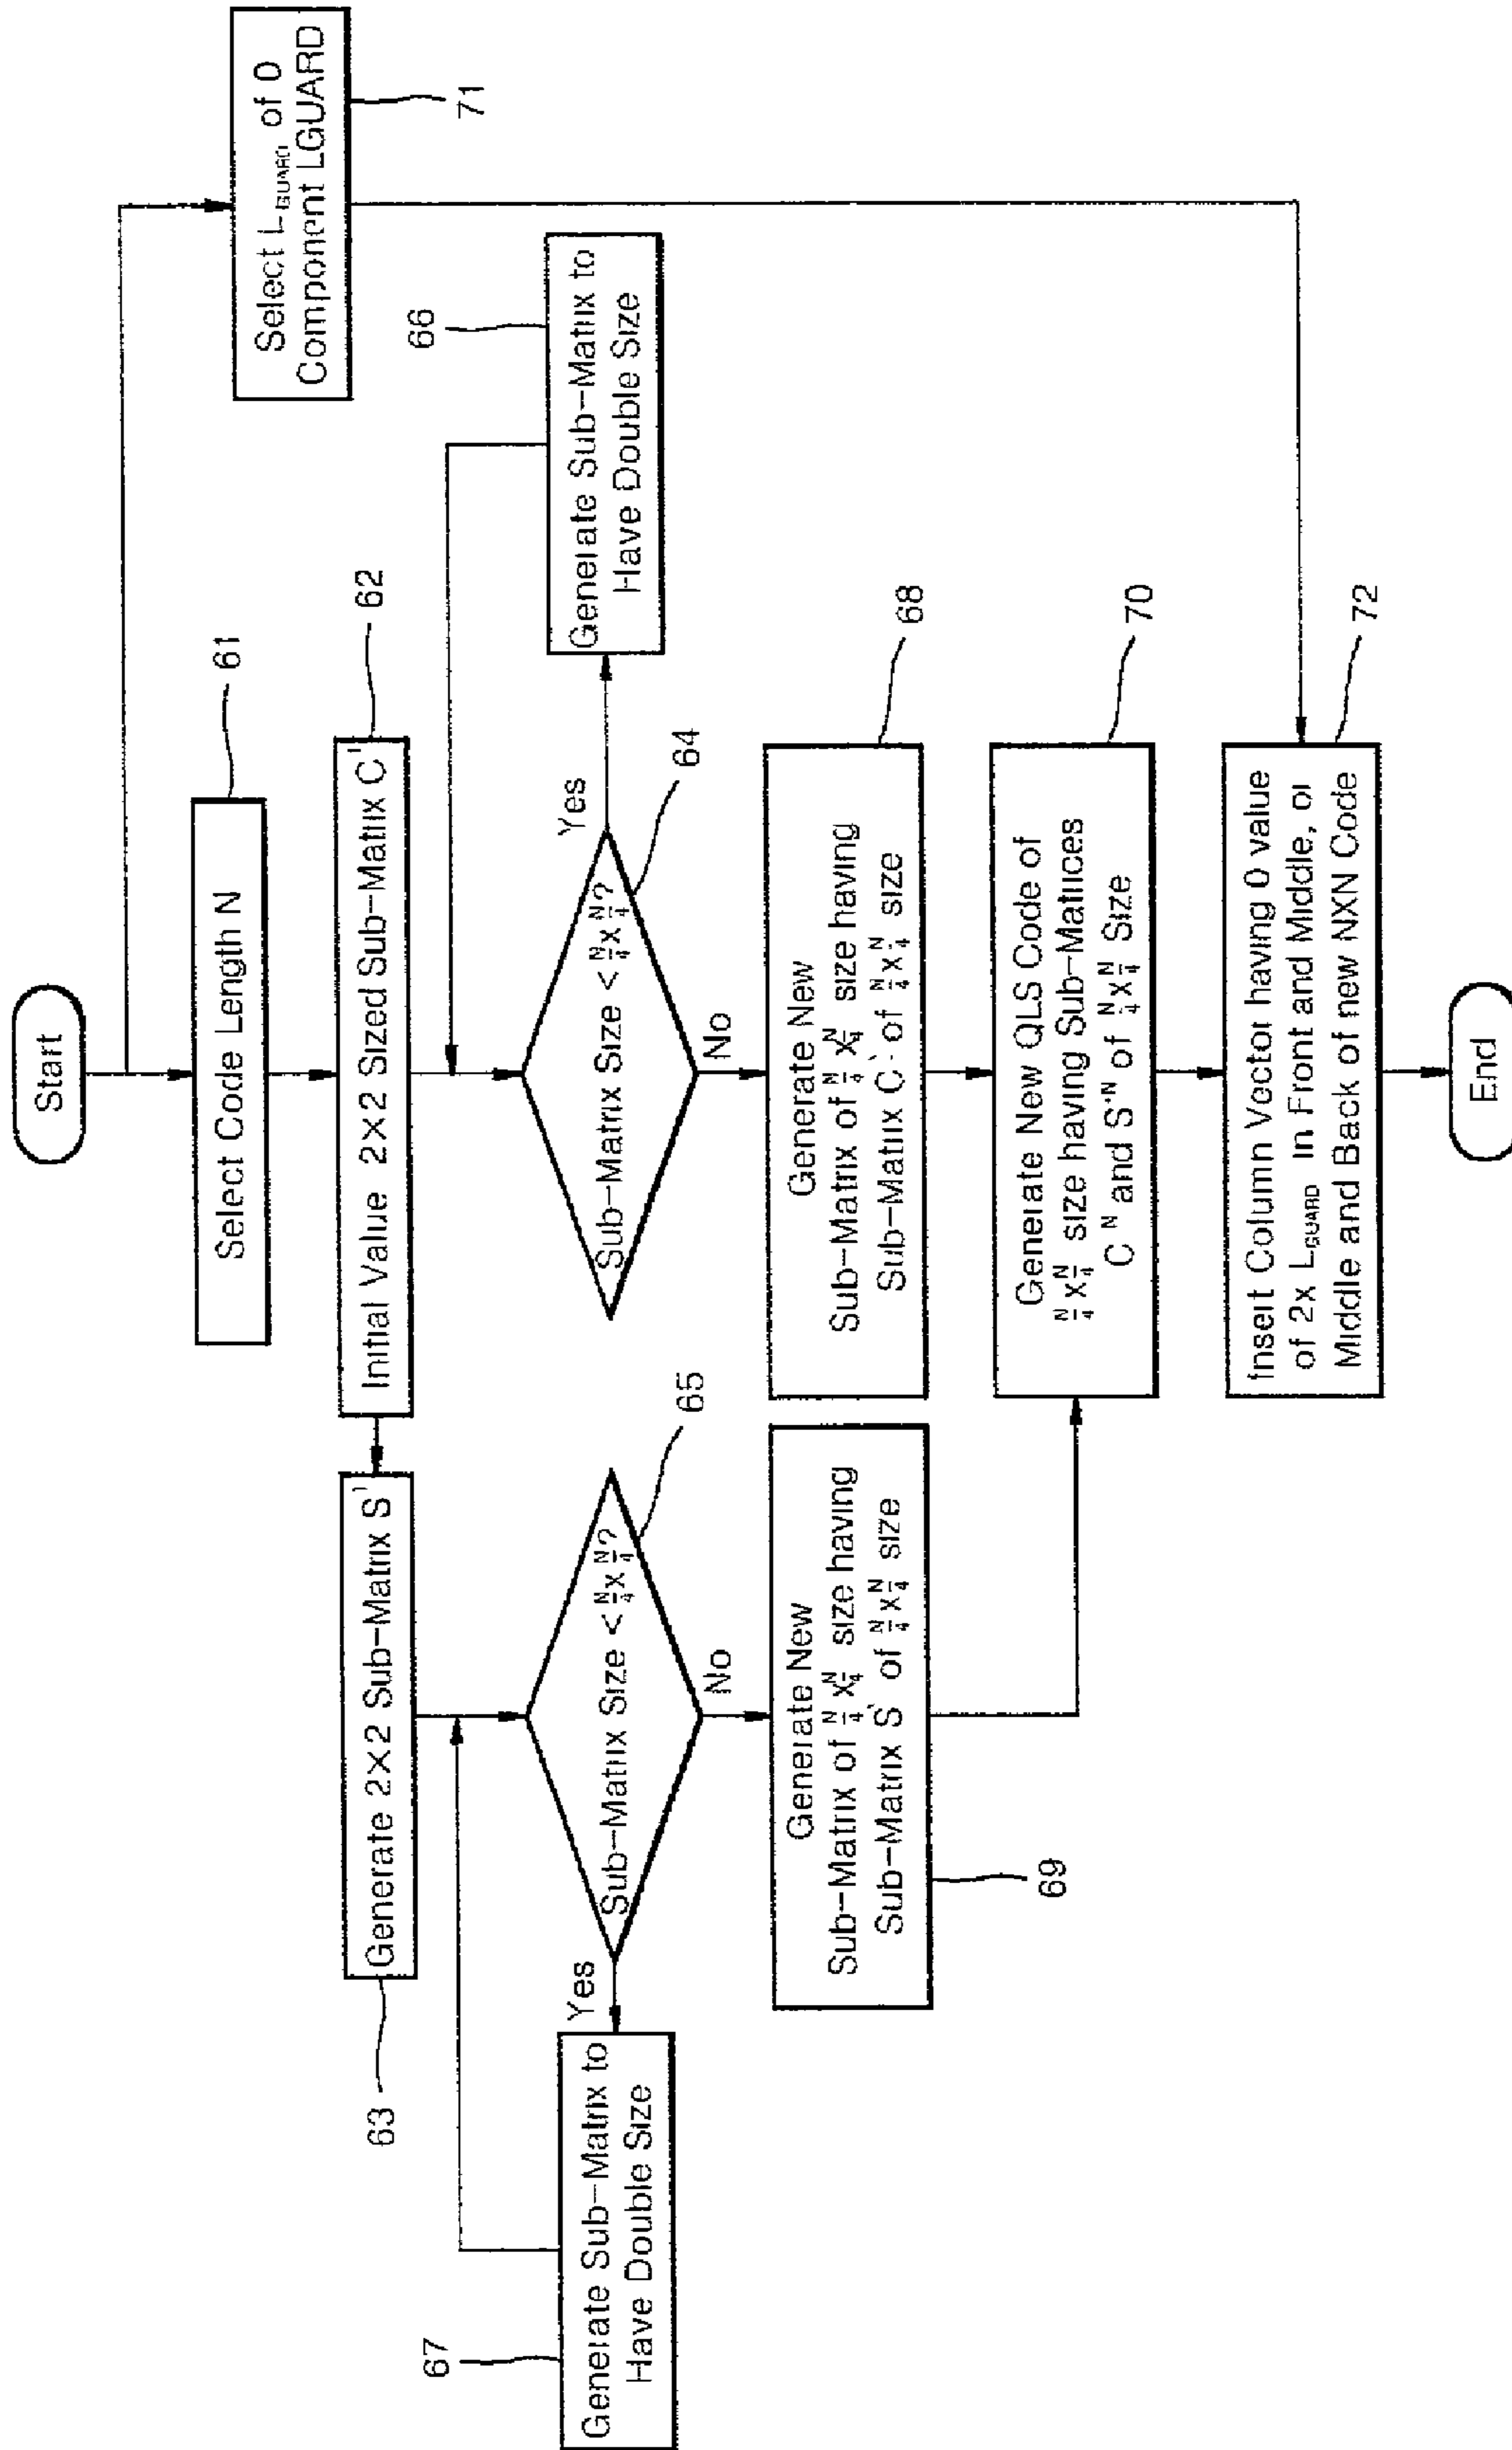 Start
Select Code Length N
61
Select L-GUARD of 0
Component LGUARD
71
Initial Value 2×2 Sized Sub-Matrix C'
62
Generate 2×2 Sub-Matrix S'
63
Sub-Matrix Size < N/4 x N/4?
64
Yes
No
Generate Sub-Matrix to
Have Double Size
66
Sub-Matrix Size < N/4 x N/4?
65
Yes
No
Generate Sub-Matrix to
Have Double Size
67
Generate New
Sub-Matrix of N/4 x N/4 size having
Sub-Matrix C` of N/4 x N/4 size
68
Generate New
Sub-Matrix of N/4 x N/4 size having
Sub-Matrix S` of N/4 x N/4 size
69
Generate New QLS Code of
N/4 x N/4 size having Sub-Matrices
C'N and S'N of N/4 x N/4 Size
70
Insert Column Vector having 0 value
of 2x LGUARD in Front and Middle, or
Middle and Back of new NXN Code
72
End